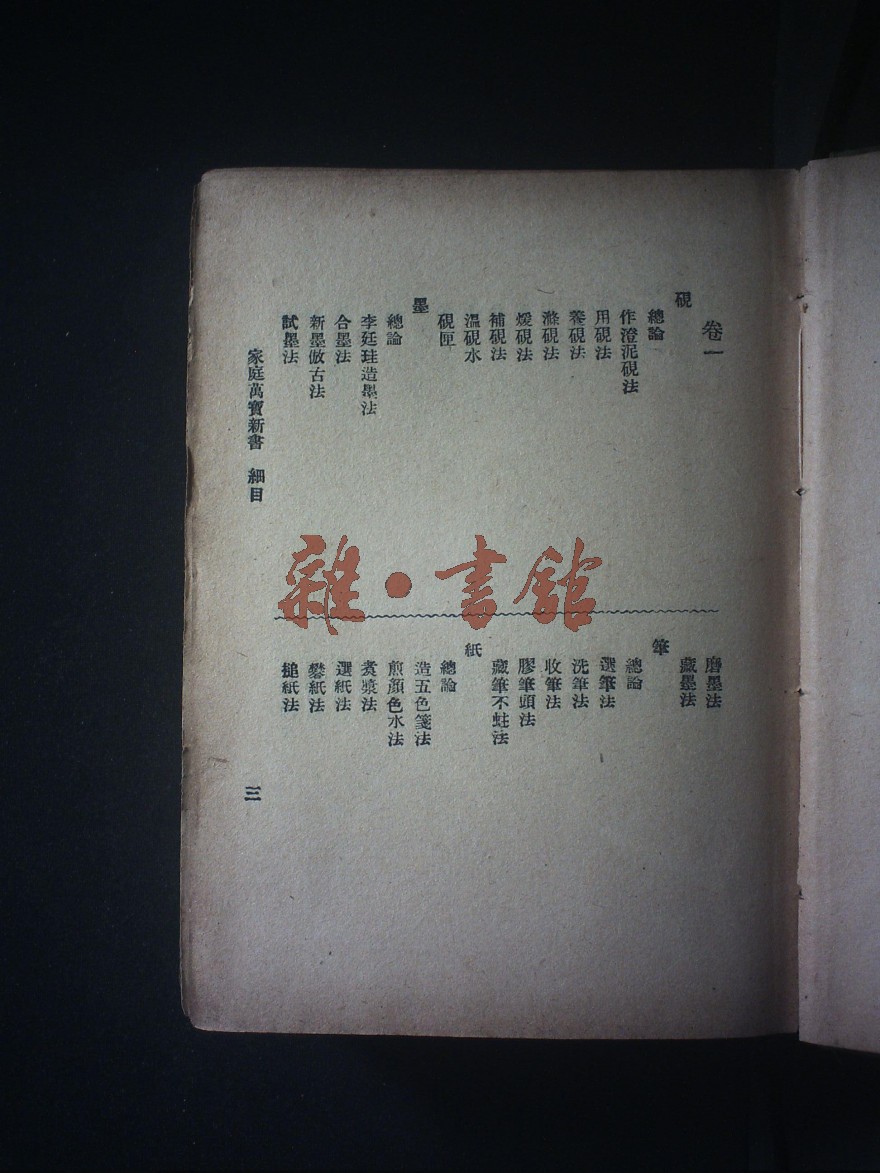 卷一
硯
總論
作澄泥硯法
用硯法
養硯法
滌硯法
煖硯法
補硯法
溫硯水
硯匣
墨
總論
李廷珪造墨法
合墨法
新墨倣古法
試墨法
磨墨法
藏墨法
筆
總論
選筆法
洗筆法
收筆法
膠筆頭法
藏筆不蛀法
紙
總論
造五色箋法
煎顏色水法
煑漿法
選紙法
礬紙法
搥紙法
家庭萬寶新書 細目
三
雜·書館